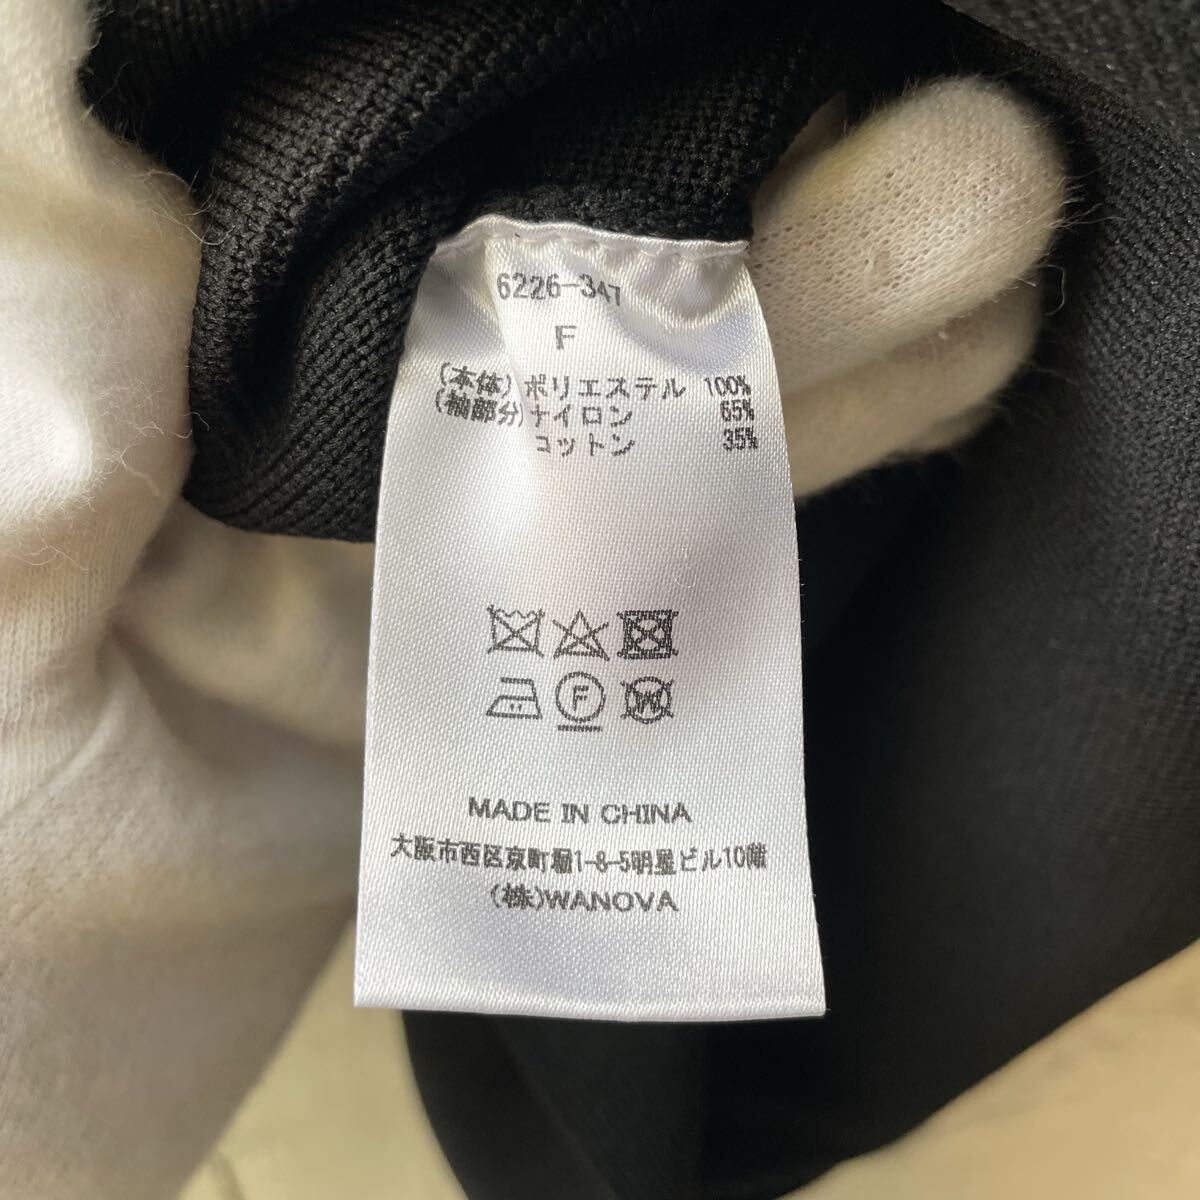 6226-347
F
(本体) ポリエステル 100%
(袖部分) ナイロン 65%
コットン 35%
F
W
MADE IN CHINA
大阪市西区京町堀1-8-5明星ビル10階
(株)WANOVA